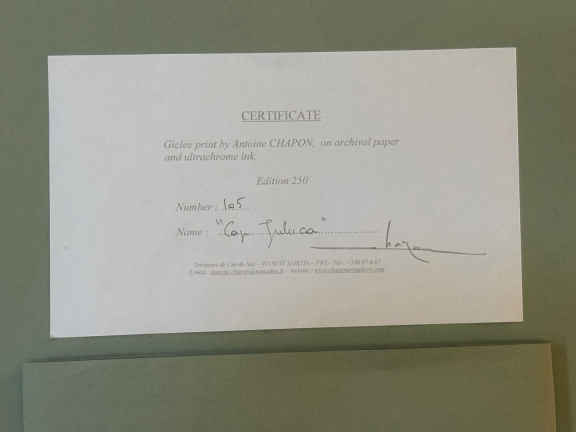 CERTIFICATE
Giclee print by Antoine CHAPON, on archival paper
and ultrachrome ink.
Edition 250
Number : 105
Name : "Cap Juluca"